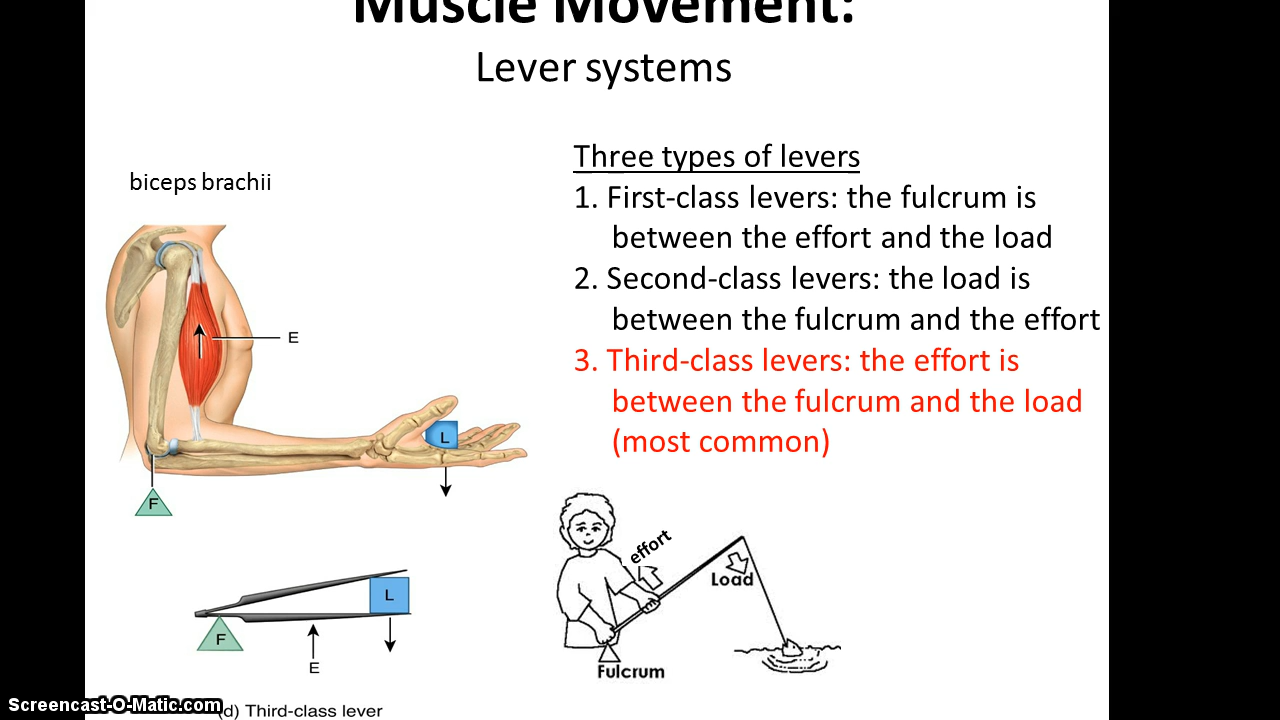 Muscle Movement:
Lever systems
biceps brachii
Three types of levers
1. First-class levers: the fulcrum is
between the effort and the load
2. Second-class levers: the load is
between the fulcrum and the effort
3. Third-class levers: the effort is
between the fulcrum and the load
(most common)
E
L
F
effort
Load
Fulcrum
L
F
E
(d) Third-class lever
Screencast-O-Matic.com